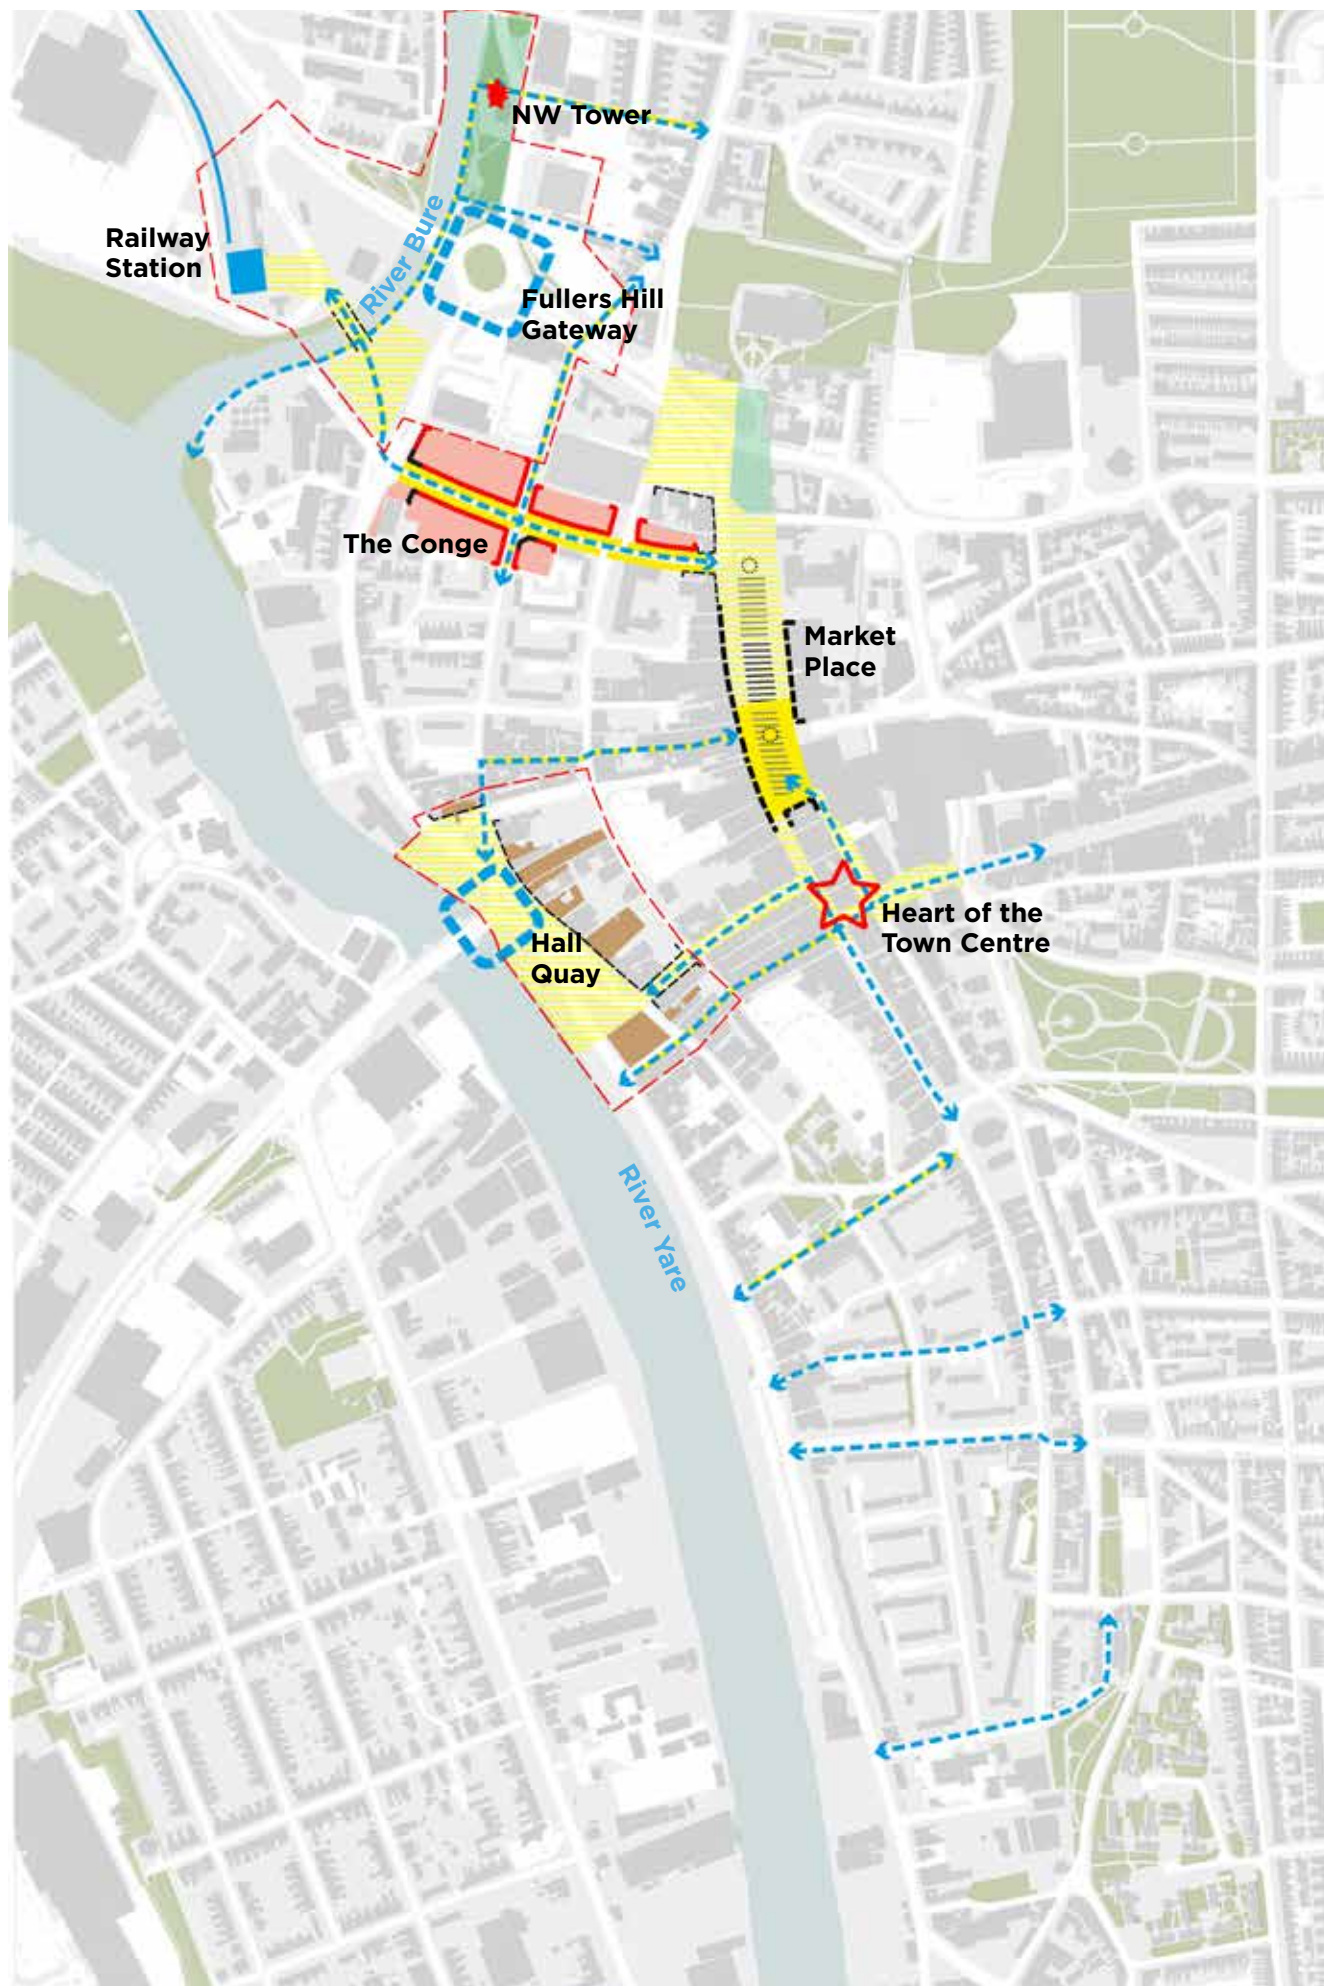 NW Tower
Railway
Station
River Bure
Fullers Hill
Gateway
The Conge
Market
Place
Heart of the
Town Centre
Hall
Quay
River Yare